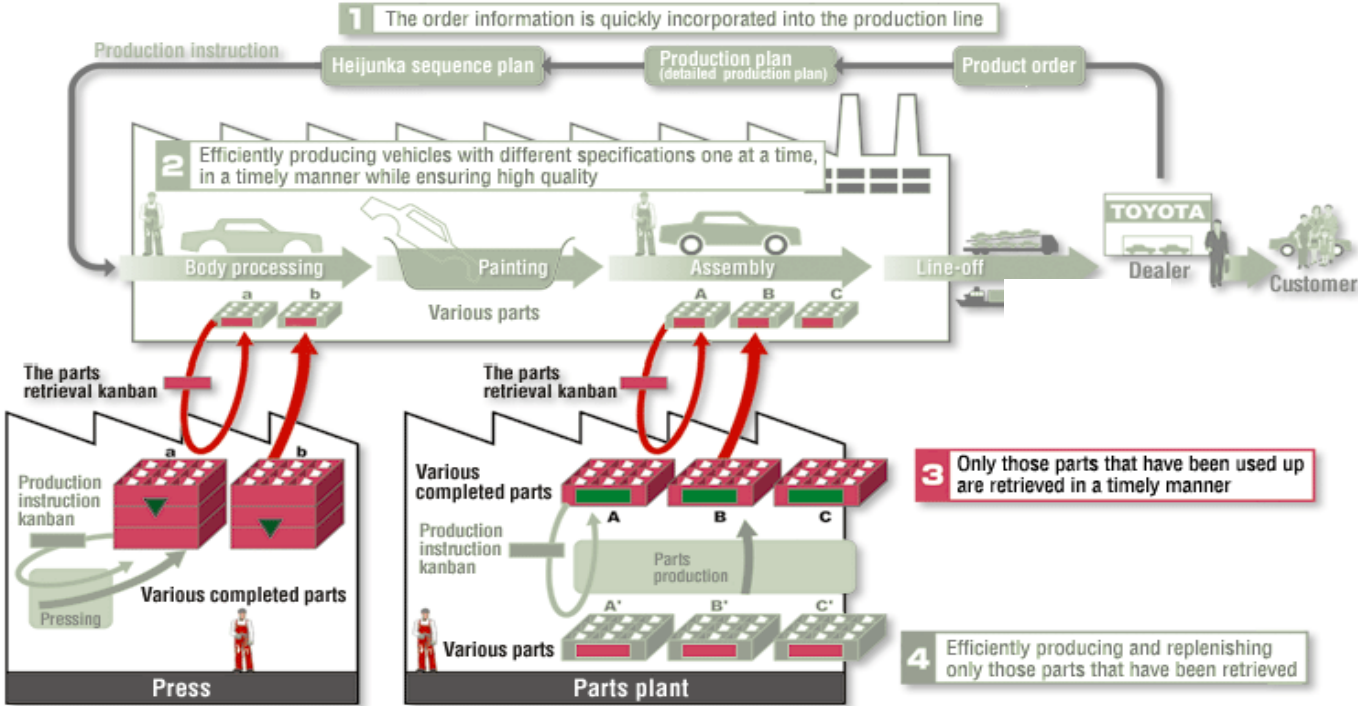 1 The order information is quickly incorporated into the production line
Production instruction
Heijunka sequence plan
Production plan
(detailed production plan)
Product order
2 Efficiently producing vehicles with different specifications one at a time,
in a timely manner while ensuring high quality
TOYOTA
Body processing
Painting
Assembly
Line-off
Dealer
Customer
a b
Various parts
A B C
The parts
retrieval kanban
The parts
retrieval kanban
a b
Production
instruction
kanban
Pressing
Various completed parts
Press
Various
completed parts
A B C
Production
instruction
kanban
Parts
production
A' B' C'
Various parts
Parts plant
3 Only those parts that have been used up
are retrieved in a timely manner
4 Efficiently producing and replenishing
only those parts that have been retrieved